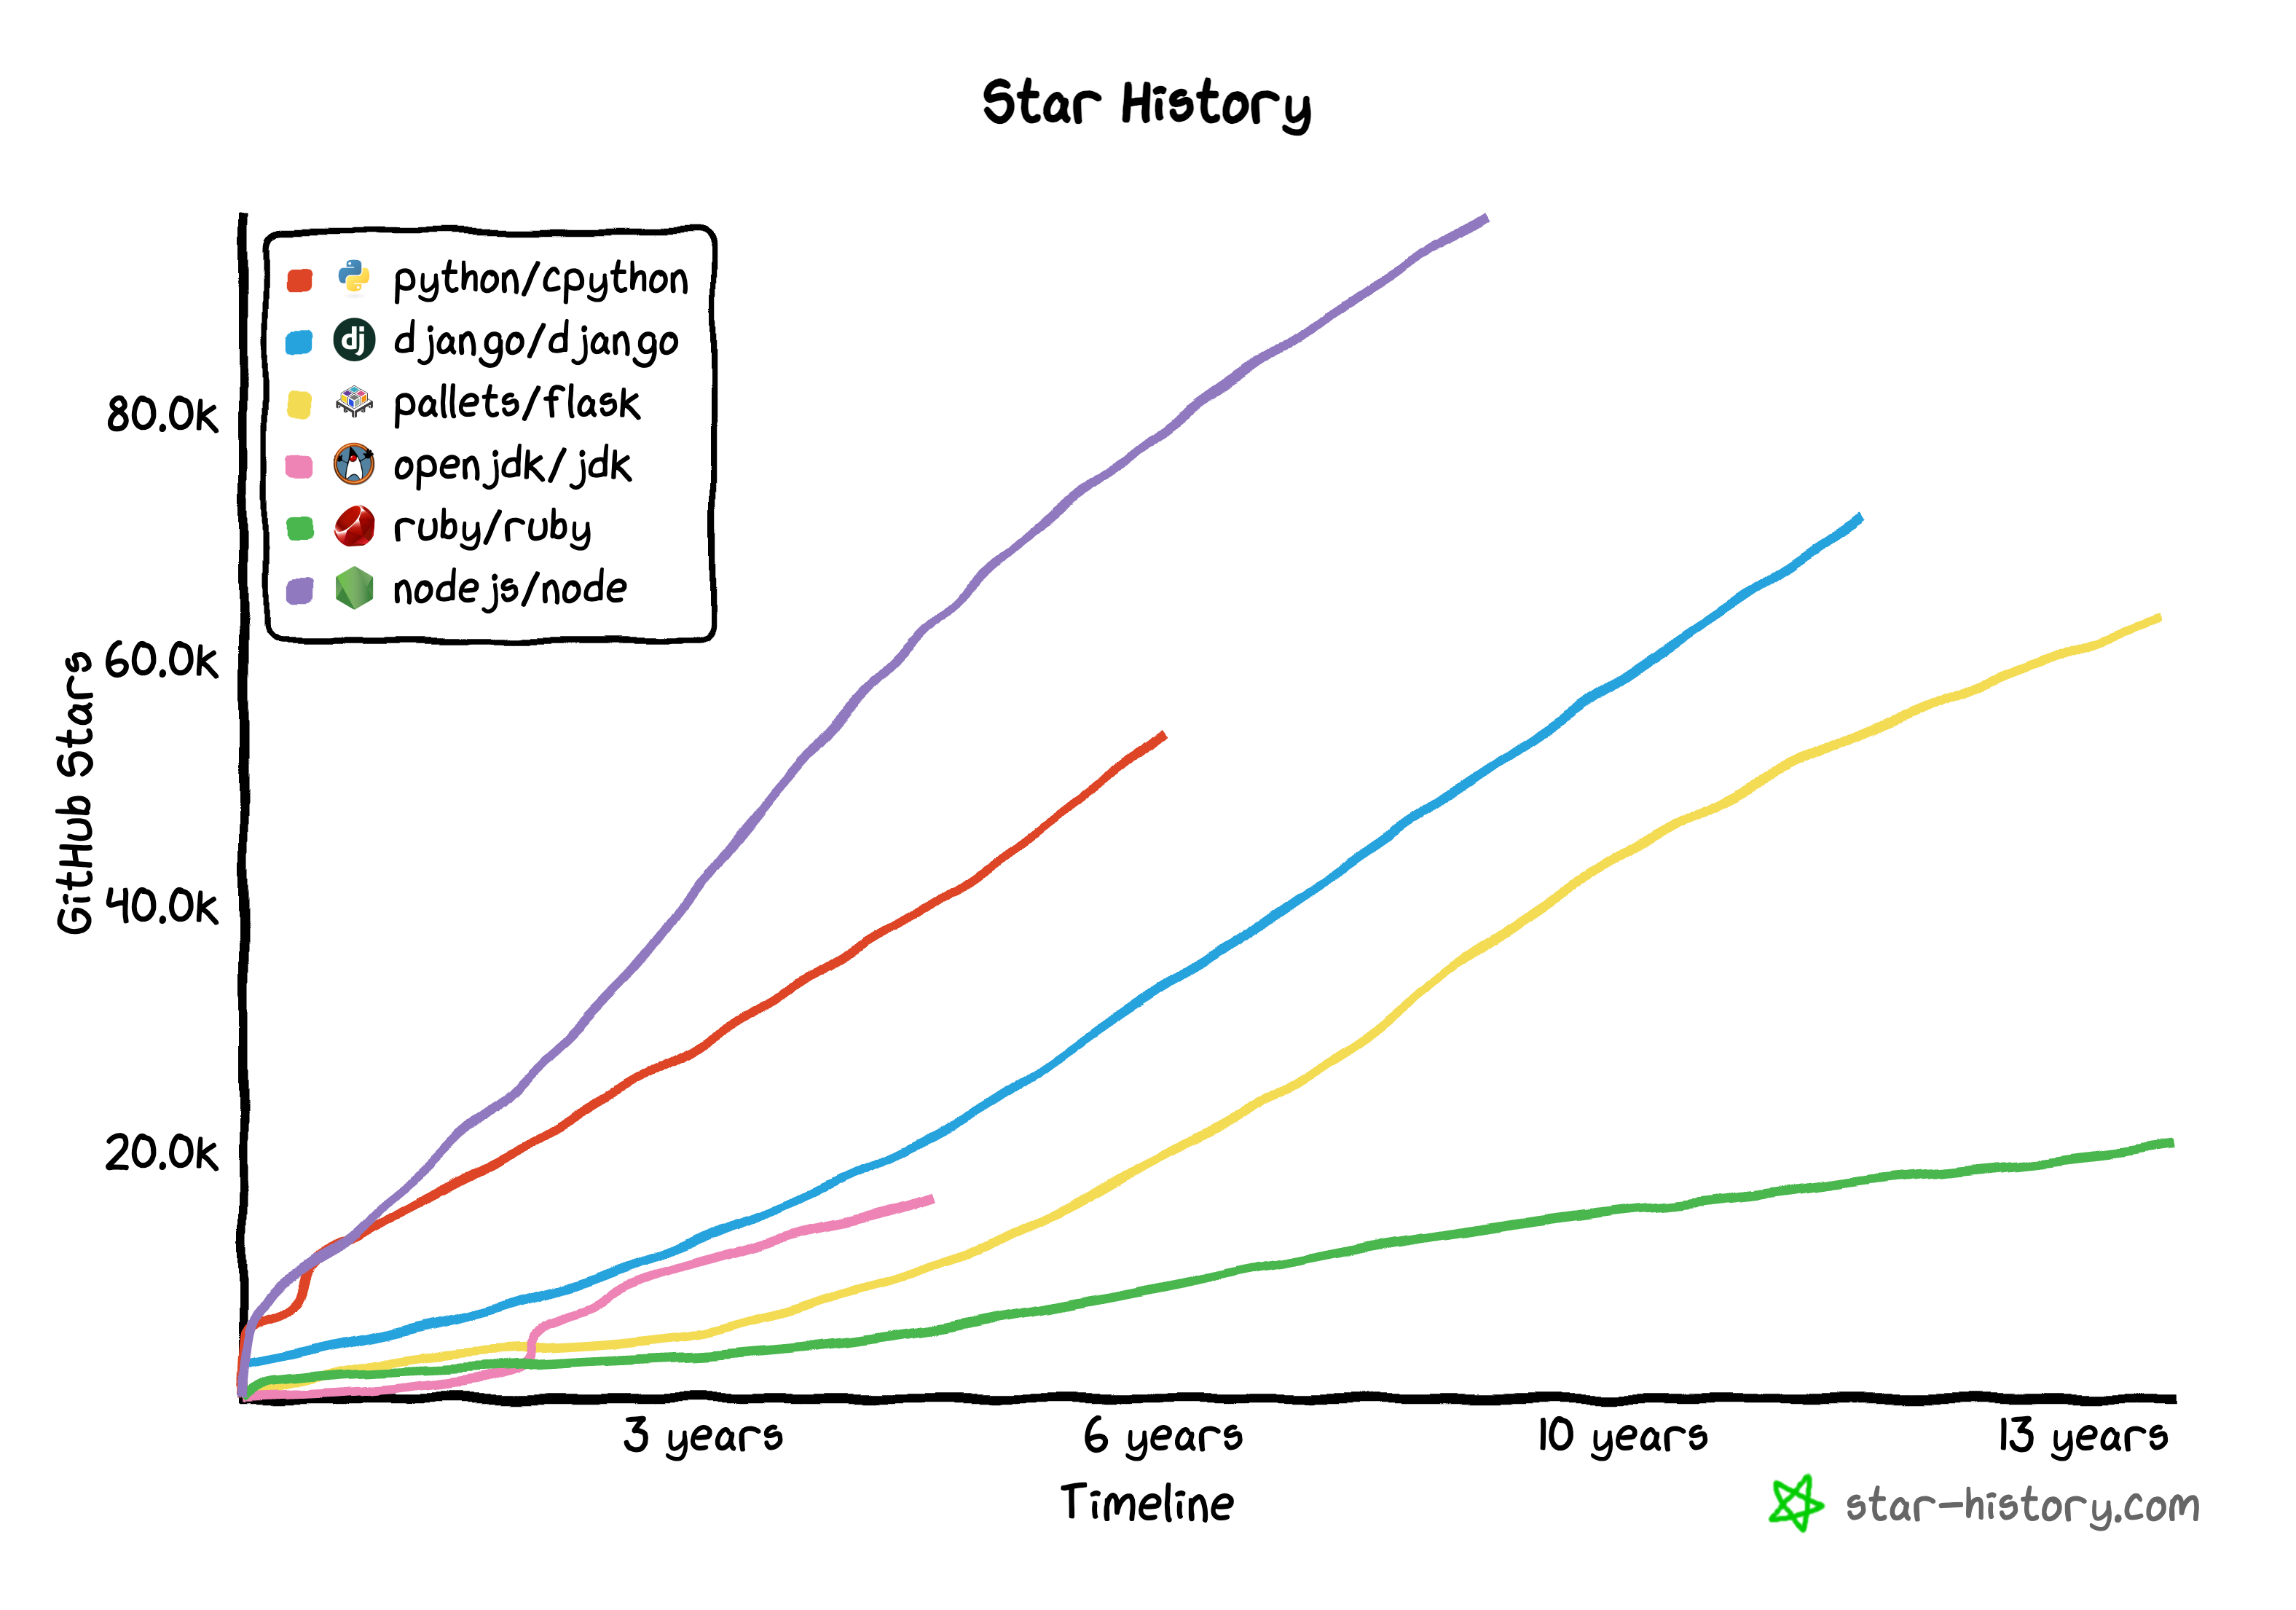 Star History
python/cpython
dj django/django
pallets/flask
openjdk/jdk
ruby/ruby
nodejs/node
80.0K
60.0K
40.0K
20.0K
GitHub Stars
3 years
6 years
10 years
13 years
Timeline
star-history.com